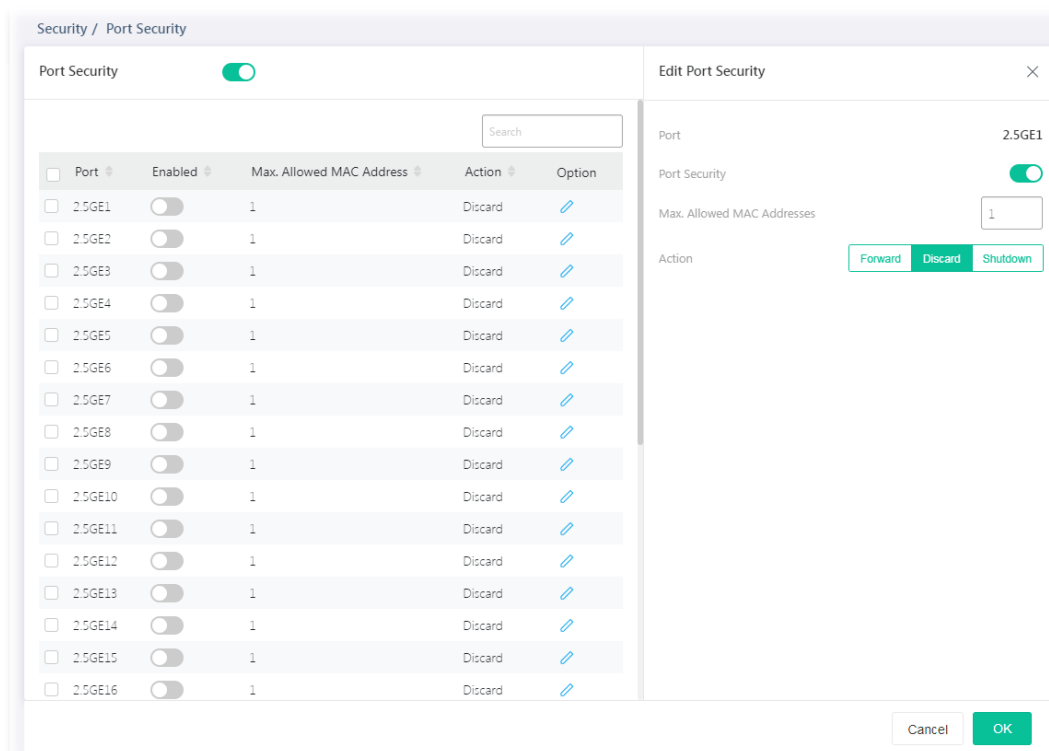 Security / Port Security
Port Security
Search
Port Enabled Max. Allowed MAC Address Action Option
2.5GE1 1 Discard
2.5GE2 1 Discard
2.5GE3 1 Discard
2.5GE4 1 Discard
2.5GE5 1 Discard
2.5GE6 1 Discard
2.5GE7 1 Discard
2.5GE8 1 Discard
2.5GE9 1 Discard
2.5GE10 1 Discard
2.5GE11 1 Discard
2.5GE12 1 Discard
2.5GE13 1 Discard
2.5GE14 1 Discard
2.5GE15 1 Discard
2.5GE16 1 Discard
Edit Port Security
Port 2.5GE1
Port Security
Max. Allowed MAC Addresses 1
Action Forward Discard Shutdown
Cancel OK